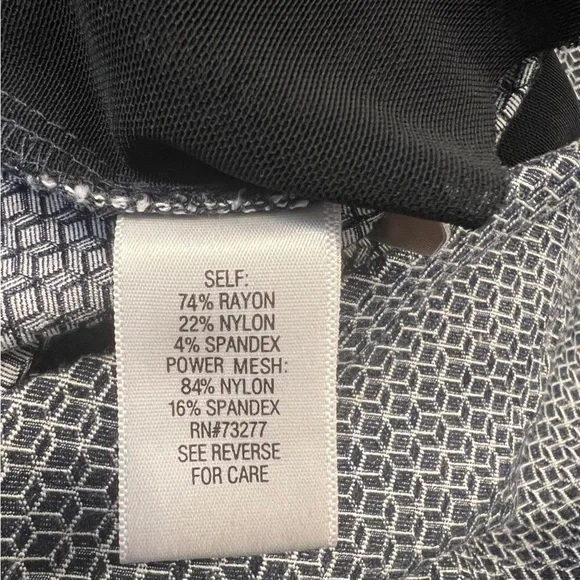 SELF:
74% RAYON
22% NYLON
4% SPANDEX
POWER MESH:
84% NYLON
16% SPANDEX
RN#73277
SEE REVERSE
FOR CARE